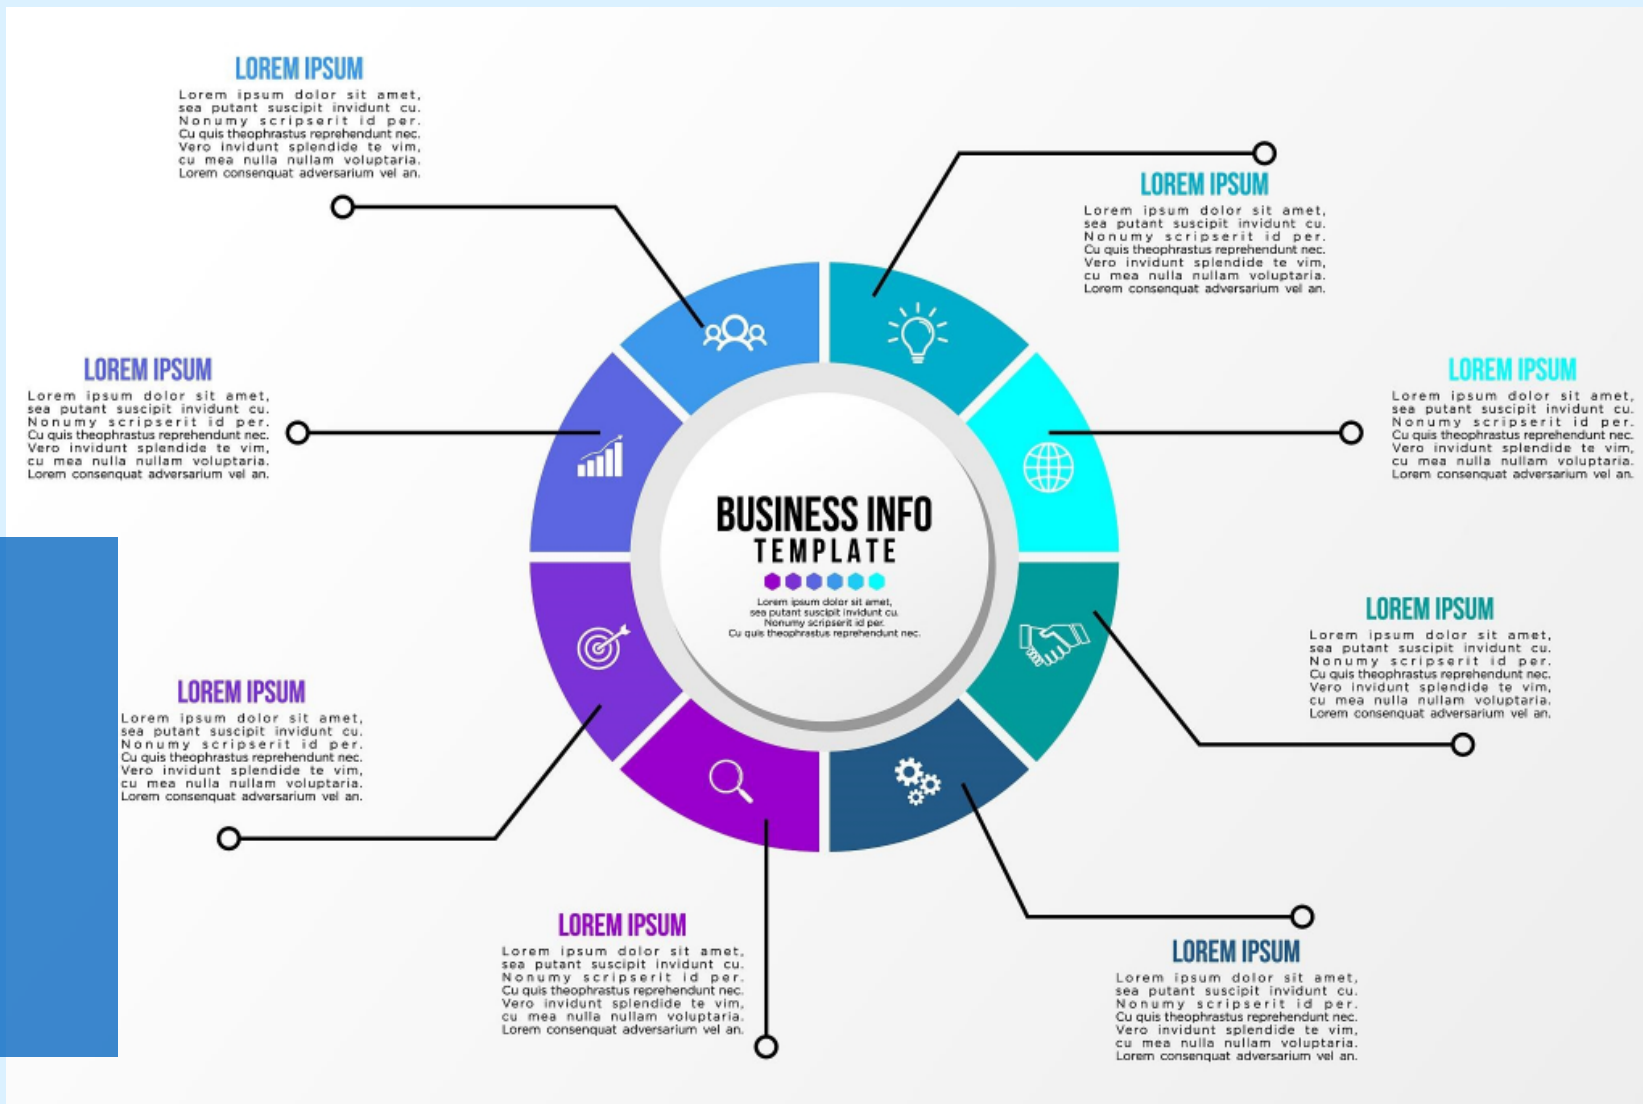 LOREM IPSUM
Lorem ipsum dolor sit amet,
sea putant suscipit invidunt cu.
Nonumy scripserit id per.
Cu quis theophrastus reprehendunt nec.
Vero invidunt splendide te vim,
cu mea nulla nullam voluptaria.
Lorem consenquat adversarium vel an.
LOREM IPSUM
Lorem ipsum dolor sit amet,
sea putant suscipit invidunt cu.
Nonumy scripserit id per.
Cu quis theophrastus reprehendunt nec.
Vero invidunt splendide te vim,
cu mea nulla nullam voluptaria.
Lorem consenquat adversarium vel an.
LOREM IPSUM
Lorem ipsum dolor sit amet,
sea putant suscipit invidunt cu.
Nonumy scripserit id per.
Cu quis theophrastus reprehendunt nec.
Vero invidunt splendide te vim,
cu mea nulla nullam voluptaria.
Lorem consenquat adversarium vel an.
LOREM IPSUM
Lorem ipsum dolor sit amet,
sea putant suscipit invidunt cu.
Nonumy scripserit id per.
Cu quis theophrastus reprehendunt nec.
Vero invidunt splendide te vim,
cu mea nulla nullam voluptaria.
Lorem consenquat adversarium vel an.
BUSINESS INFO
TEMPLATE
Lorem ipsum dolor sit amet,
sea putant suscipit invidunt cu.
Nonumy scripserit id per.
Cu quis theophrastus reprehendunt nec.
LOREM IPSUM
Lorem ipsum dolor sit amet,
sea putant suscipit invidunt cu.
Nonumy scripserit id per.
Cu quis theophrastus reprehendunt nec.
Vero invidunt splendide te vim,
cu mea nulla nullam voluptaria.
Lorem consenquat adversarium vel an.
LOREM IPSUM
Lorem ipsum dolor sit amet,
sea putant suscipit invidunt cu.
Nonumy scripserit id per.
Cu quis theophrastus reprehendunt nec.
Vero invidunt splendide te vim,
cu mea nulla nullam voluptaria.
Lorem consenquat adversarium vel an.
LOREM IPSUM
Lorem ipsum dolor sit amet,
sea putant suscipit invidunt cu.
Nonumy scripserit id per.
Cu quis theophrastus reprehendunt nec.
Vero invidunt splendide te vim,
cu mea nulla nullam voluptaria.
Lorem consenquat adversarium vel an.
LOREM IPSUM
Lorem ipsum dolor sit amet,
sea putant suscipit invidunt cu.
Nonumy scripserit id per.
Cu quis theophrastus reprehendunt nec.
Vero invidunt splendide te vim,
cu mea nulla nullam voluptaria.
Lorem consenquat adversarium vel an.